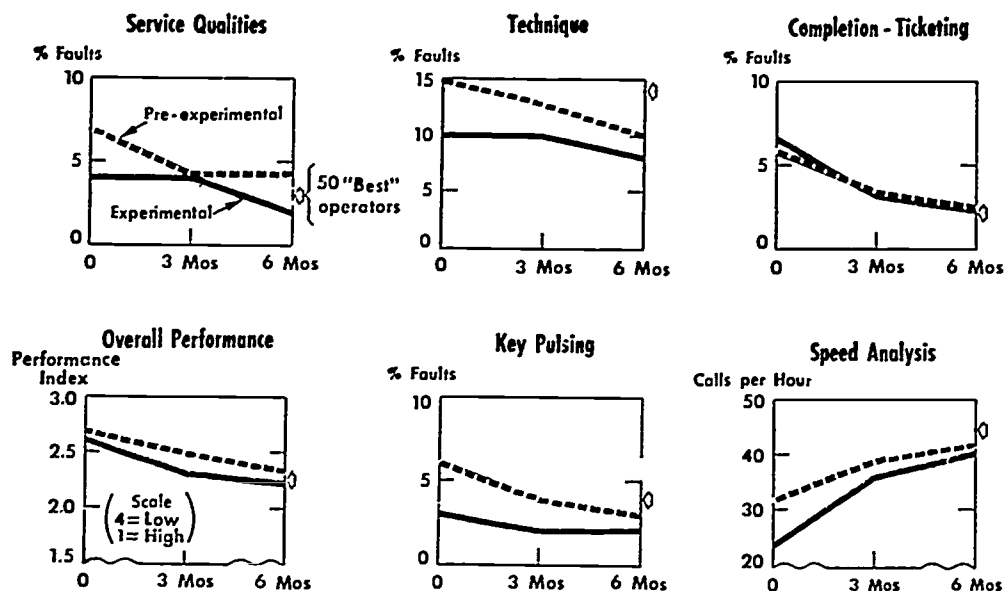 Service Qualities
% Faults
10
5
0
Pre-experimental
Experimental
50 "Best"
operators
0 3 Mos 6 Mos
Technique
% Faults
15
10
5
0
0 3 Mos 6 Mos
Completion - Ticketing
% Faults
10
5
0
0 3 Mos 6 Mos
Overall Performance
Performance
Index
3.0
2.5
2.0
1.5
Scale
4= Low
1= High
0 3 Mos 6 Mos
Key Pulsing
% Faults
10
5
0
0 3 Mos 6 Mos
Speed Analysis
Calls per Hour
50
40
30
20
0 3 Mos 6 Mos